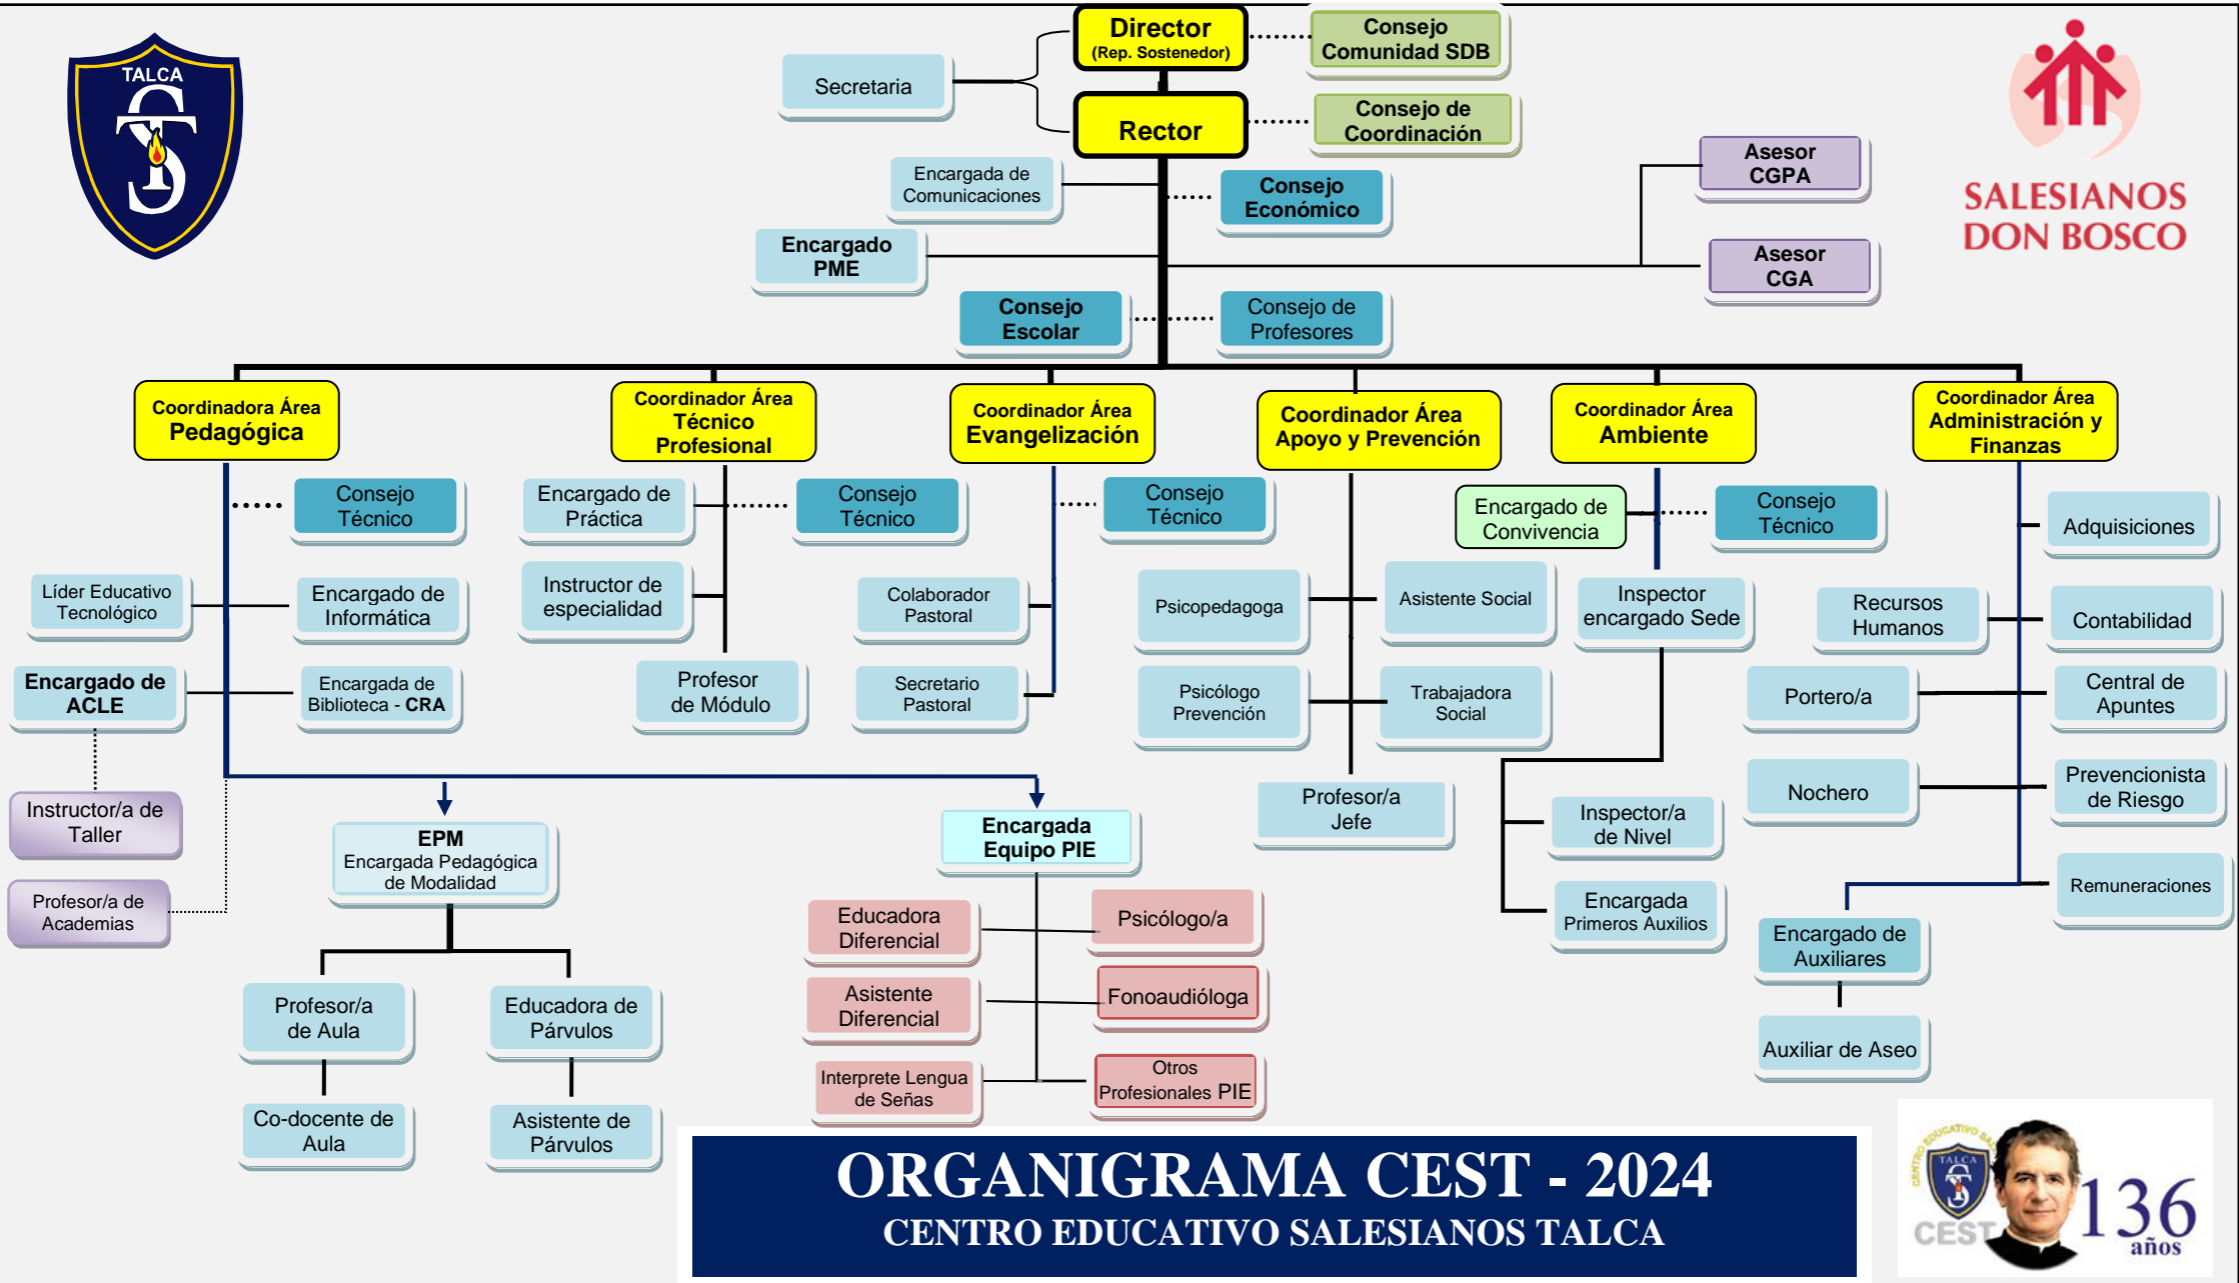 TALCA
S
T
Director
(Rep. Sostenedor)
Consejo
Comunidad SDB
Secretaria
Rector
Consejo de
Coordinación
SALESIANOS
DON BOSCO
Encargada de
Comunicaciones
Consejo
Económico
Asesor
CGPA
Encargado
PME
Asesor
CGA
Consejo
Escolar
Consejo de
Profesores
Coordinadora Área
Pedagógica
Coordinador Área
Técnico
Profesional
Coordinador Área
Evangelización
Coordinador Área
Apoyo y Prevención
Coordinador Área
Ambiente
Coordinador Área
Administración y
Finanzas
Consejo
Técnico
Encargado de
Práctica
Consejo
Técnico
Consejo
Técnico
Encargado de
Convivencia
Consejo
Técnico
Adquisiciones
Líder Educativo
Tecnológico
Encargado de
Informática
Instructor de
especialidad
Colaborador
Pastoral
Psicopedagoga
Asistente Social
Inspector
encargado Sede
Recursos
Humanos
Contabilidad
Encargado de
ACLE
Encargada de
Biblioteca - CRA
Profesor
de Módulo
Secretario
Pastoral
Psicólogo
Prevención
Trabajadora
Social
Portero/a
Central de
Apuntes
Instructor/a de
Taller
EPM
Encargada Pedagógica
de Modalidad
Encargada
Equipo PIE
Profesor/a
Jefe
Inspector/a
de Nivel
Nochero
Prevencionista
de Riesgo
Profesor/a de
Academias
Educadora
Diferencial
Psicólogo/a
Encargada
Primeros Auxilios
Remuneraciones
Encargado de
Auxiliares
Profesor/a
de Aula
Educadora de
Párvulos
Asistente
Diferencial
Fonoaudióloga
Auxiliar de Aseo
Interprete Lengua
de Señas
Otros
Profesionales PIE
Co-docente de
Aula
Asistente de
Párvulos
ORGANIGRAMA CEST - 2024
CENTRO EDUCATIVO SALESIANOS TALCA
CENTRO EDUCATIVO
TALCA
CEST
136
años